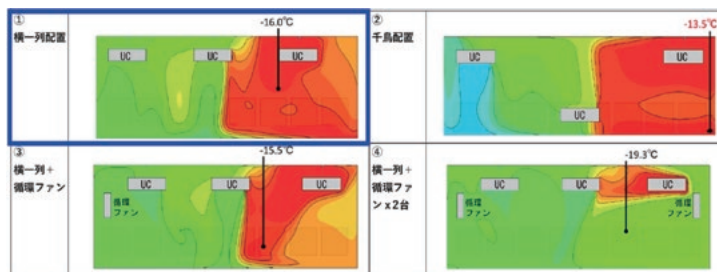 ①
横一列配置
-16.0℃
UC
UC
UC
②
千鳥配置
-13.5℃
UC
UC
UC
③
横一列+
循環ファン
-15.5℃
UC
UC
UC
循環
ファン
④
横一列+
循環ファ
ンx2台
-19.3℃
UC
UC
UC
循環
ファン
循環
ファン